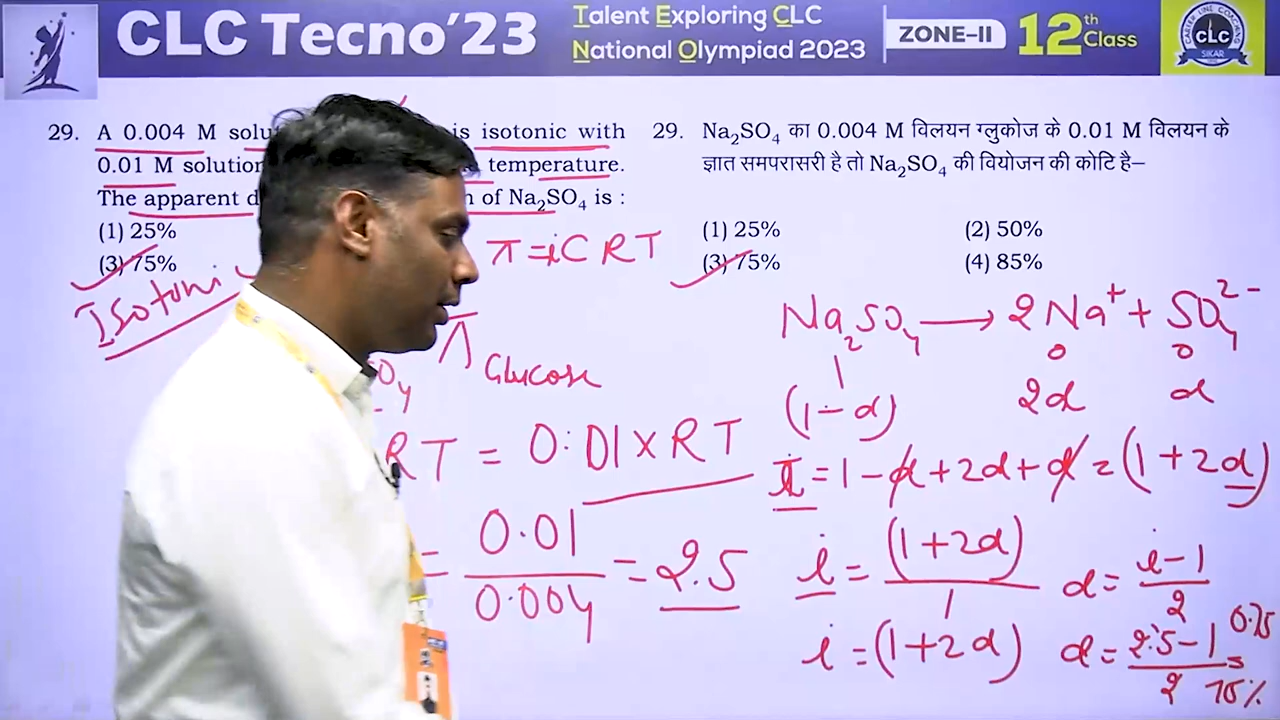 CLC Tecno'23
Talent Exploring CLC
National Olympiad 2023
ZONE–II
12th Class
CLC
SIKAR
29. A 0.004 M is isotonic with
0.01 M solution temperature.
The apparent of Na₂SO₄ is :
(1) 25%
(3) 75%
29. Na₂SO₄ का 0.004 M विलयन ग्लुकोज के 0.01 M विलयन के
ज्ञात समपरासरी है तो Na₂SO₄ की वियोजन की कोटि है–
(1) 25% (2) 50%
(3) 75% (4) 85%
Isotoni
π = iCRT
π Glucose
RT = 0.01 × RT
= 0.01 / 0.004 = 2.5
Na₂SO₄ → 2Na⁺ + SO₄²⁻
1 0 0
(1-α) 2α α
i = 1-α+2α+α = (1+2α)
i = (1+2α) / 1
i = (1+2α)
α = i-1 / 2
α = 2.5-1 / 2 = 0.75
75%